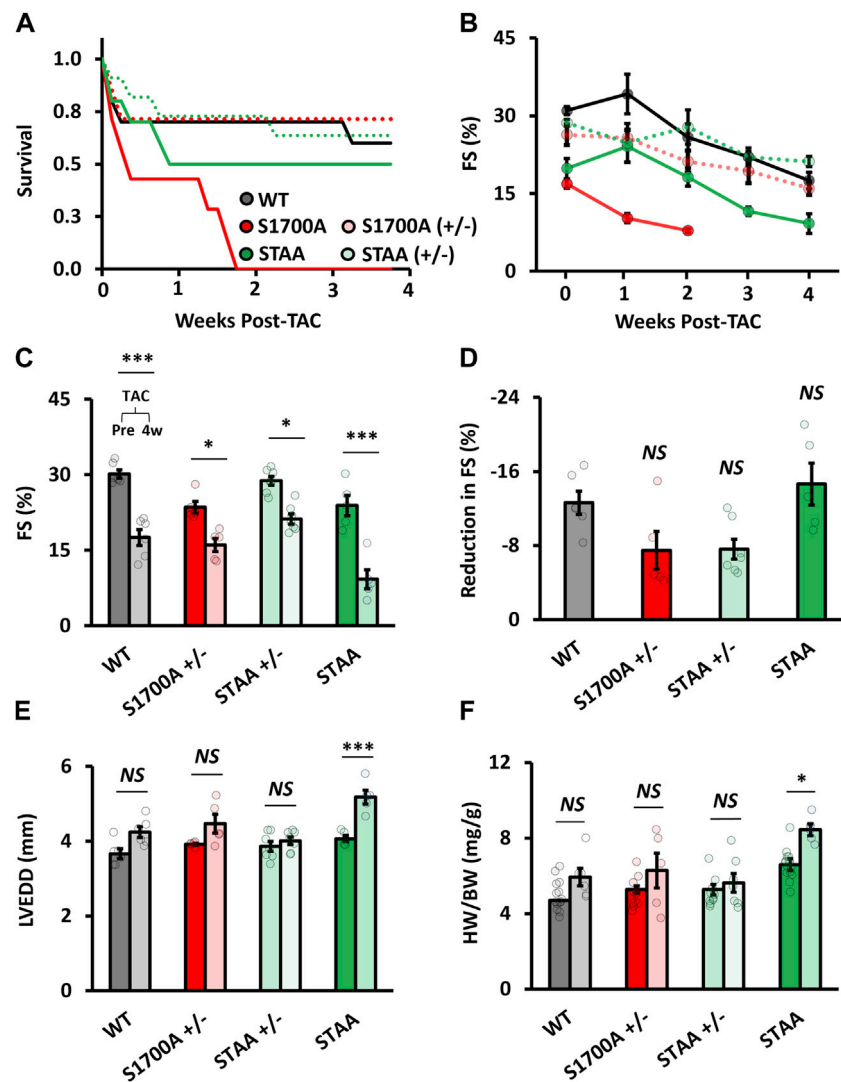 A
1.0
0.8
0.5
0.3
0.0
Survival
WT
S1700A
S1700A (+/-)
STAA
STAA (+/-)
0 1 2 3 4
Weeks Post-TAC
B
45
30
15
0
FS (%)
0 1 2 3 4
Weeks Post-TAC
C
45
30
15
0
FS (%)
***
TAC
Pre 4w
*
*
***
WT
S1700A +/-
STAA +/-
STAA
D
-24
-16
-8
0
Reduction in FS (%)
NS
NS
NS
WT
S1700A +/-
STAA +/-
STAA
E
6
4
2
0
LVEDD (mm)
NS
NS
NS
***
WT
S1700A +/-
STAA +/-
STAA
F
12
8
4
0
HW/BW (mg/g)
NS
NS
NS
*
WT
S1700A +/-
STAA +/-
STAA